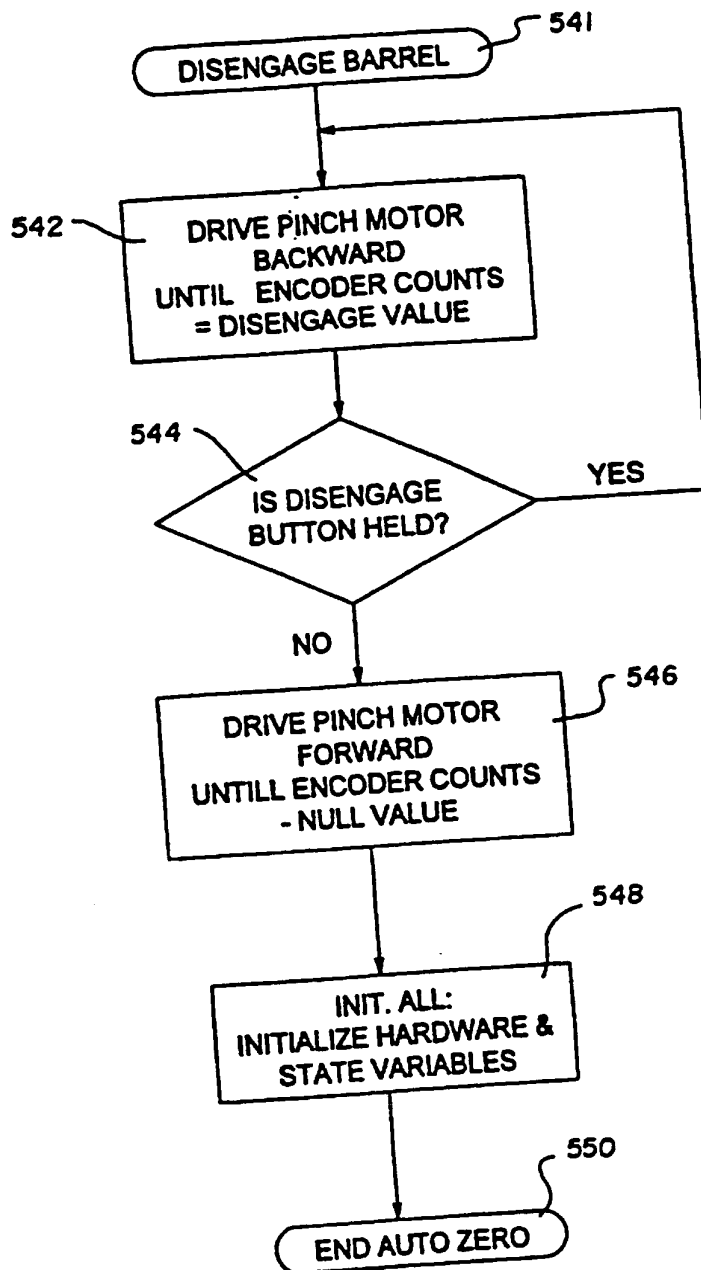 541
DISENGAGE BARREL
542
DRIVE PINCH MOTOR
BACKWARD
UNTIL ENCODER COUNTS
= DISENGAGE VALUE
544
IS DISENGAGE
BUTTON HELD?
YES
NO
546
DRIVE PINCH MOTOR
FORWARD
UNTILL ENCODER COUNTS
- NULL VALUE
548
INIT. ALL:
INITIALIZE HARDWARE &
STATE VARIABLES
550
END AUTO ZERO